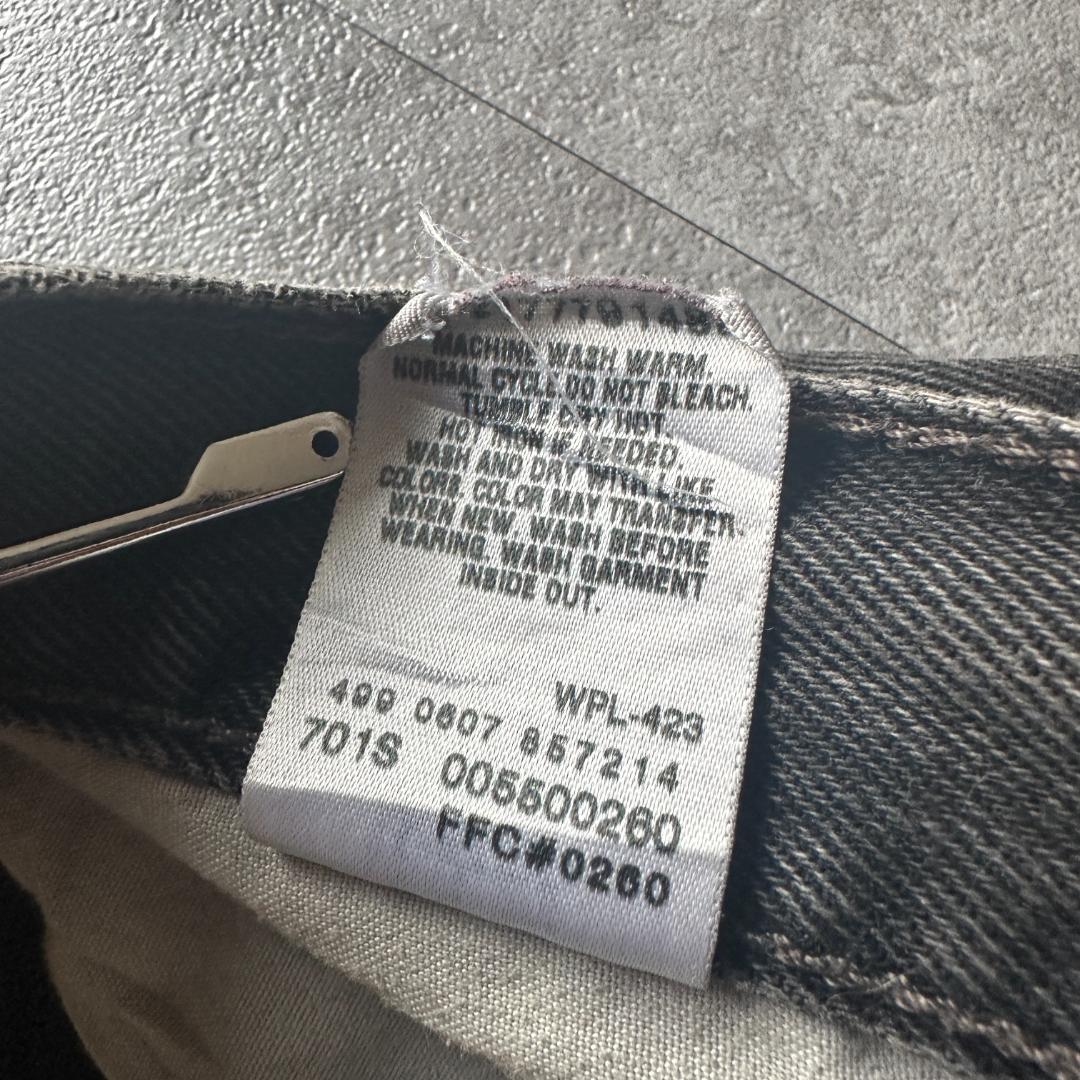 MACHINE WASH WARM
NORMAL CYCLE. DO NOT BLEACH.
TUMBLE DRY HOT.
HOT IRON IF NEEDED.
WASH AND DRY WITH LIKE
COLORS. COLOR MAY TRANSFER
WHEN NEW. WASH BEFORE
WEARING. WASH GARMENT
INSIDE OUT.
WPL-423
499 0607 857214
701S 005500260
FFC#0260